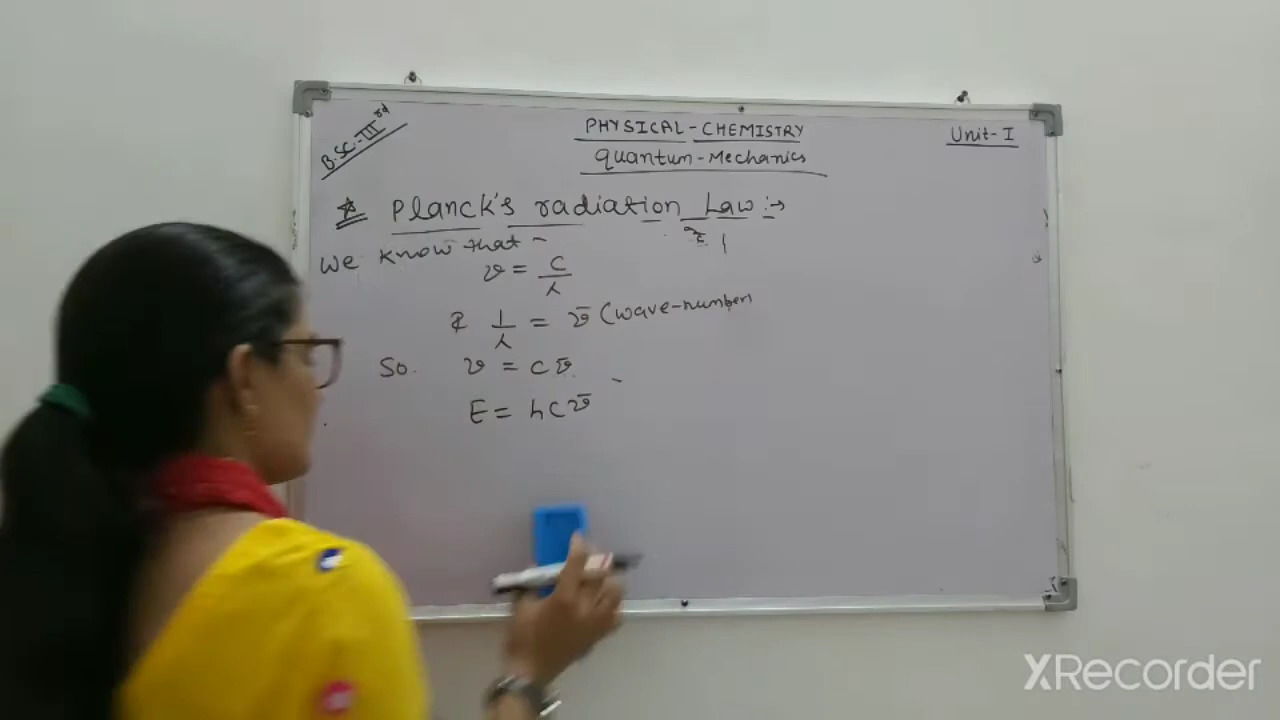 B.SC-III rd
PHYSICAL-CHEMISTRY
Quantum-Mechanics
Unit-I
Planck's radiation Law :→
We know that -
ν = c/λ
& 1/λ = ν̄ (wave-number)
So. ν = cν̄
E = hcν̄
XRecorder